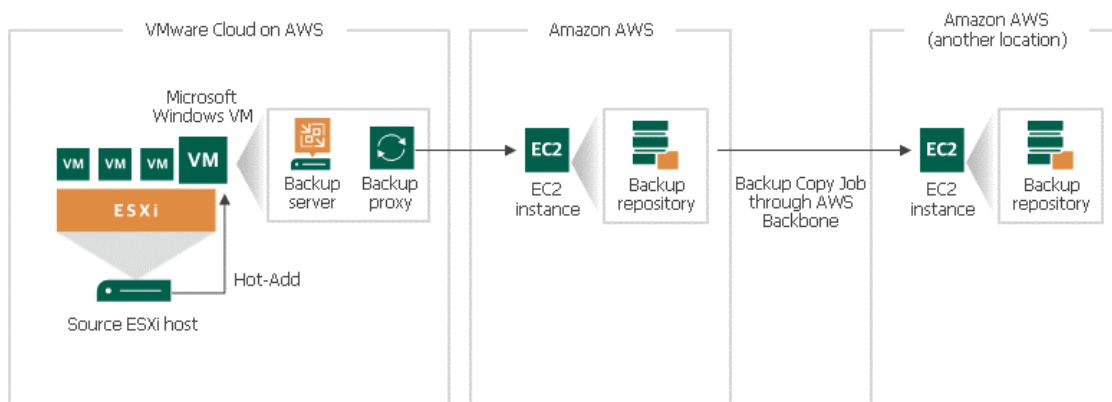 VMware Cloud on AWS
Microsoft
Windows VM
VM
VM
VM
VM
ESXi
Hot-Add
Source ESXi host
Backup
server
Backup
proxy
Amazon AWS
EC2
EC2
instance
Backup
repository
Backup Copy Job
through AWS
Backbone
Amazon AWS
(another location)
EC2
EC2
instance
Backup
repository